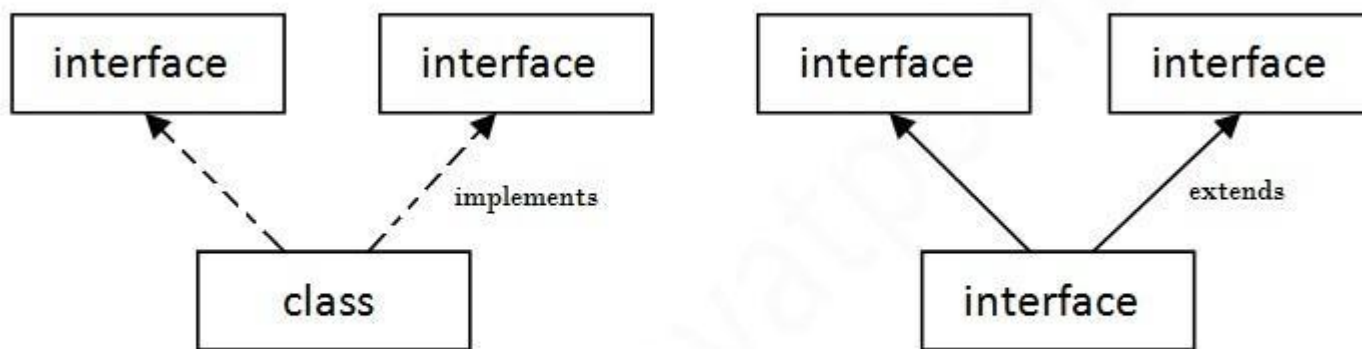 interface
interface
interface
interface
implements
extends
class
interface